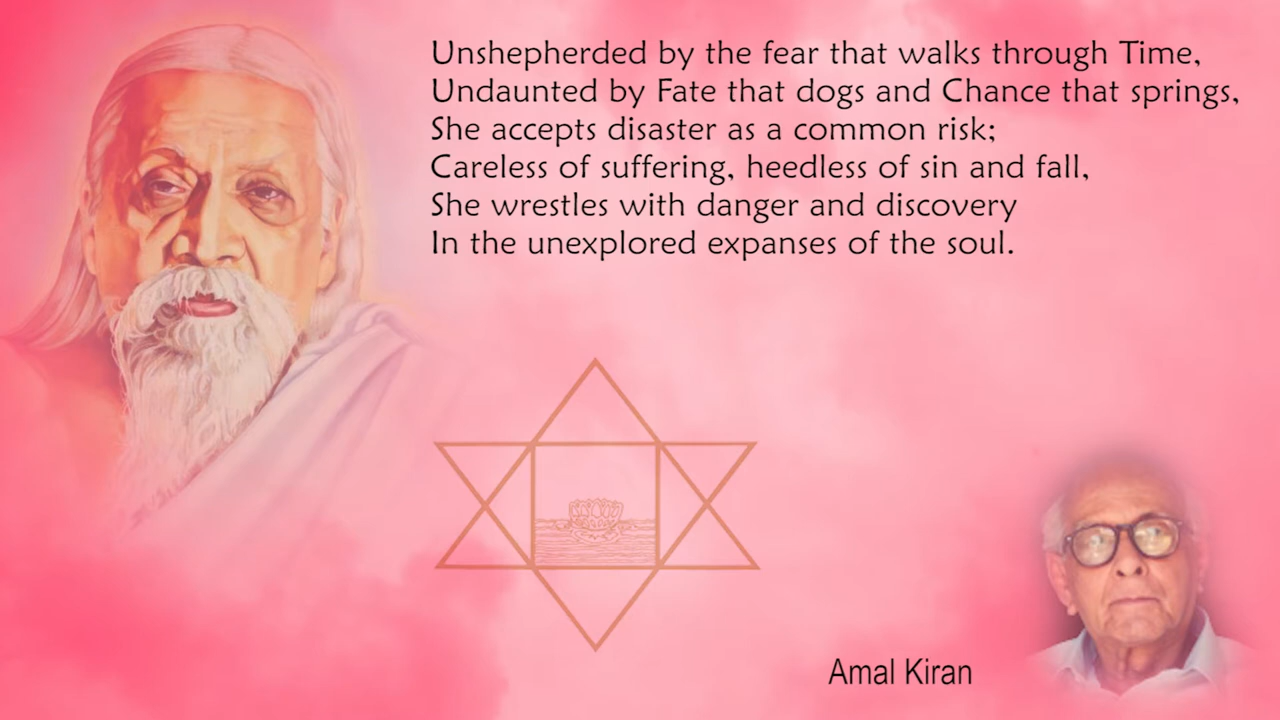 Unshepherded by the fear that walks through Time,
Undaunted by Fate that dogs and Chance that springs,
She accepts disaster as a common risk;
Careless of suffering, heedless of sin and fall,
She wrestles with danger and discovery
In the unexplored expanses of the soul.
Amal Kiran